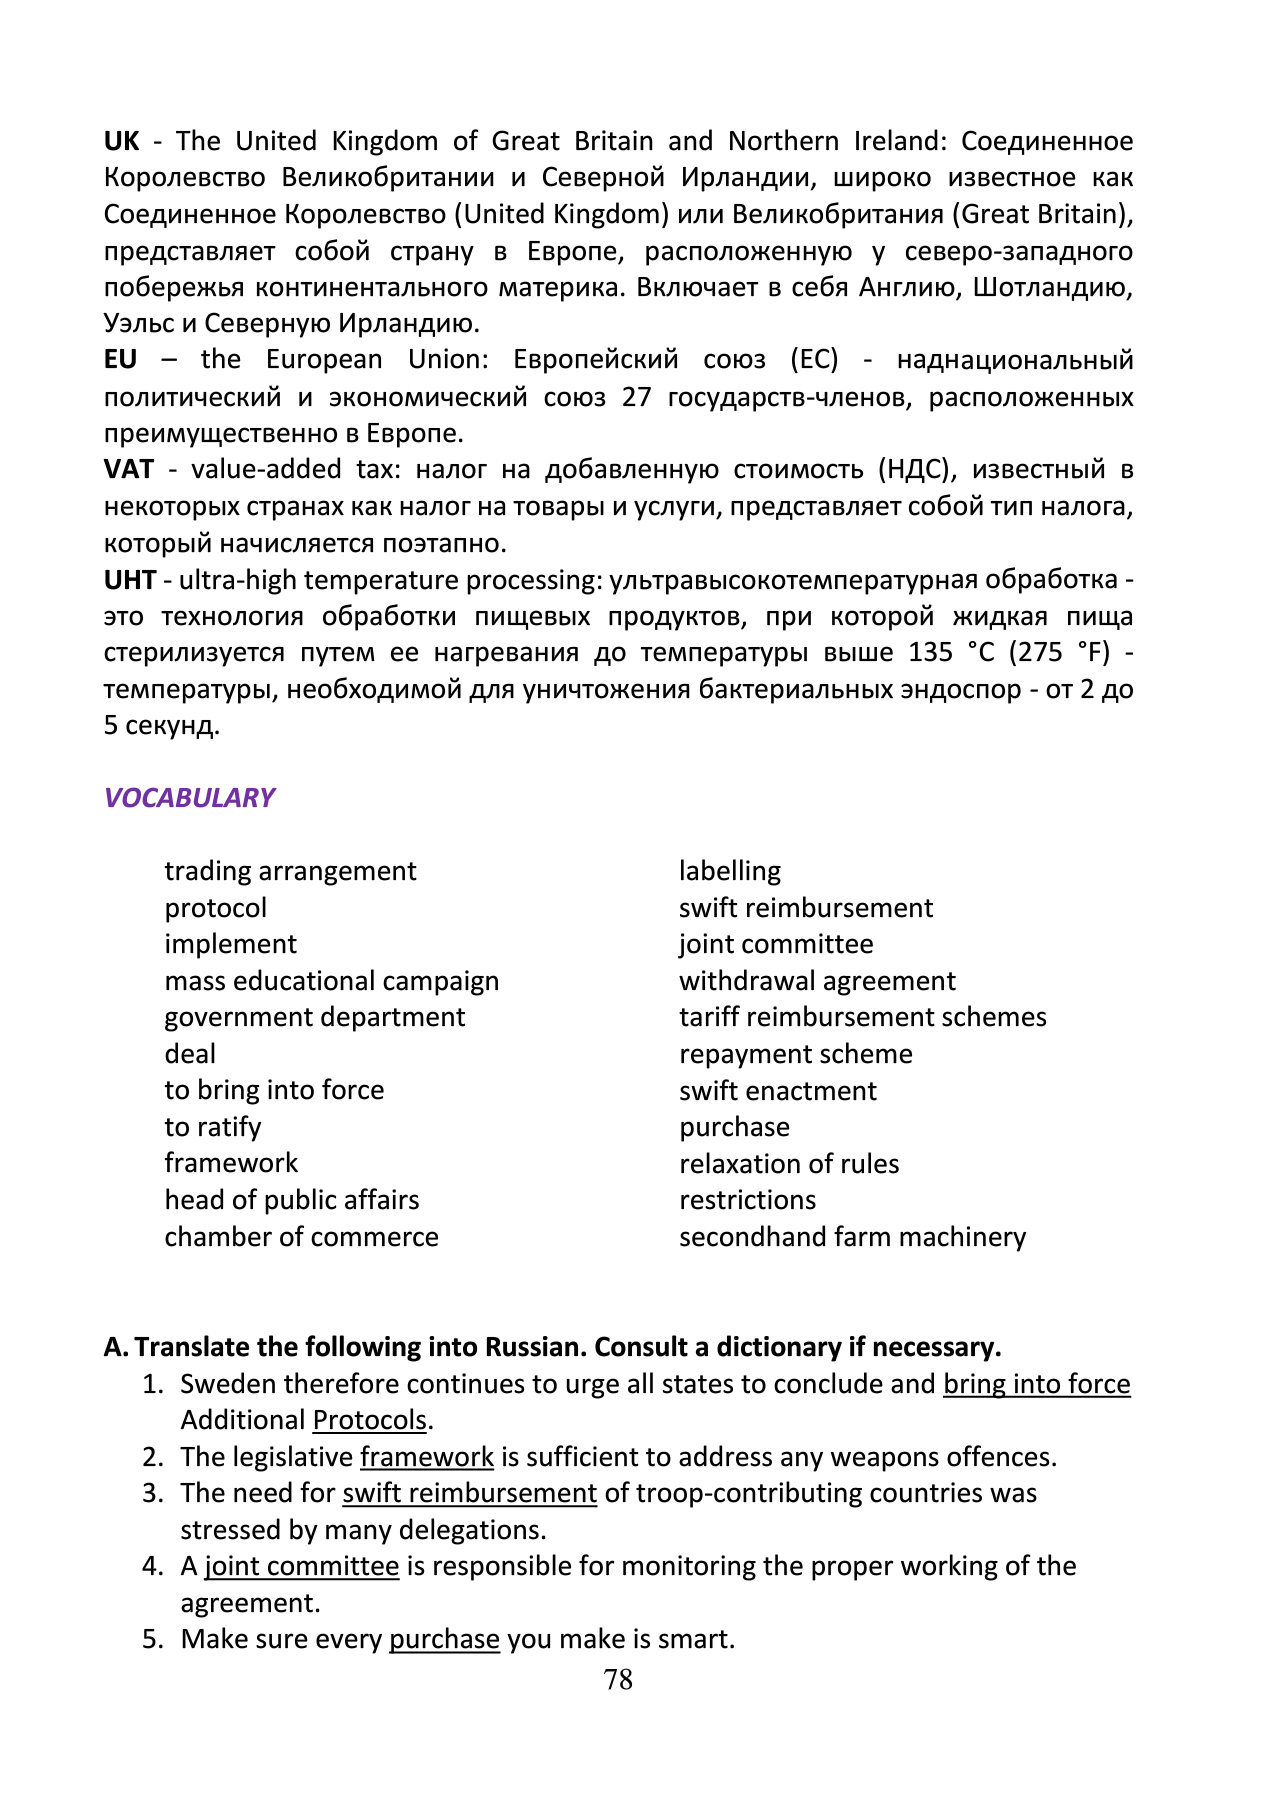 UK - The United Kingdom of Great Britain and Northern Ireland: Соединенное
Королевство Великобритании и Северной Ирландии, широко известное как
Соединенное Королевство (United Kingdom) или Великобритания (Great Britain),
представляет собой страну в Европе, расположенную у северо-западного
побережья континентального материка. Включает в себя Англию, Шотландию,
Уэльс и Северную Ирландию.
EU – the European Union: Европейский союз (ЕС) - наднациональный
политический и экономический союз 27 государств-членов, расположенных
преимущественно в Европе.
VAT - value-added tax: налог на добавленную стоимость (НДС), известный в
некоторых странах как налог на товары и услуги, представляет собой тип налога,
который начисляется поэтапно.
UHT - ultra-high temperature processing: ультравысокотемпературная обработка -
это технология обработки пищевых продуктов, при которой жидкая пища
стерилизуется путем ее нагревания до температуры выше 135 °C (275 °F) -
температуры, необходимой для уничтожения бактериальных эндоспор - от 2 до
5 секунд.
VOCABULARY
trading arrangement
protocol
implement
mass educational campaign
government department
deal
to bring into force
to ratify
framework
head of public affairs
chamber of commerce
labelling
swift reimbursement
joint committee
withdrawal agreement
tariff reimbursement schemes
repayment scheme
swift enactment
purchase
relaxation of rules
restrictions
secondhand farm machinery
A. Translate the following into Russian. Consult a dictionary if necessary.
1. Sweden therefore continues to urge all states to conclude and bring into force
Additional Protocols.
2. The legislative framework is sufficient to address any weapons offences.
3. The need for swift reimbursement of troop-contributing countries was
stressed by many delegations.
4. A joint committee is responsible for monitoring the proper working of the
agreement.
5. Make sure every purchase you make is smart.
78